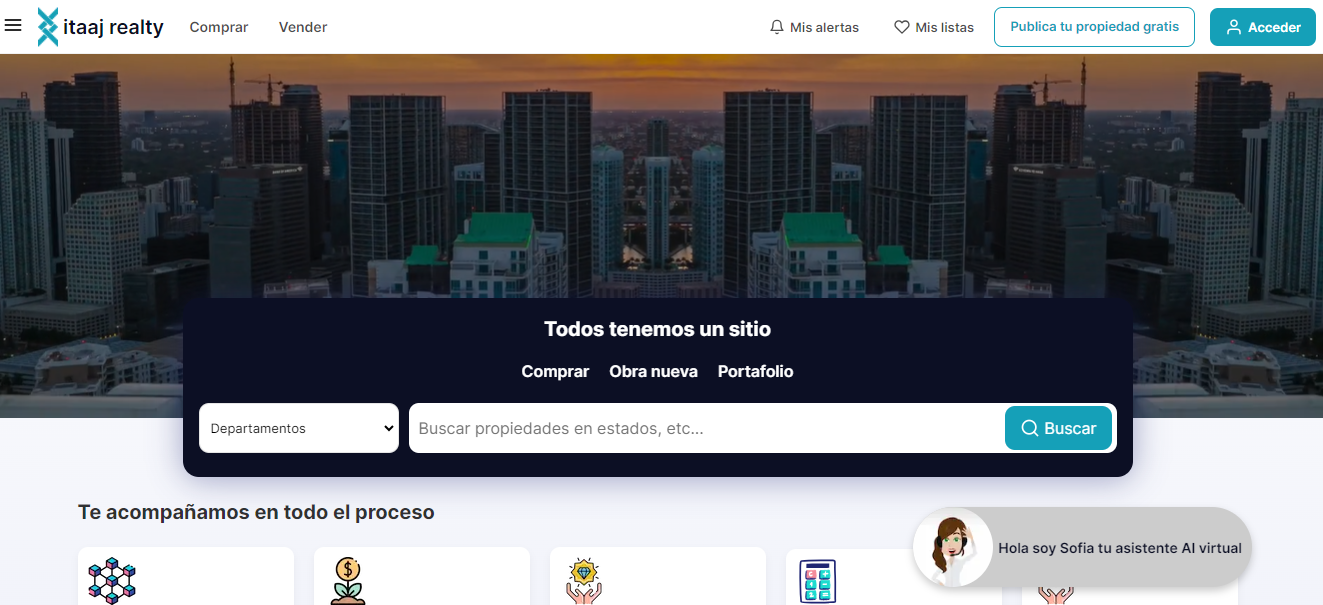 itaaj realty
Comprar
Vender
Mis alertas
Mis listas
Publica tu propiedad gratis
Acceder
Todos tenemos un sitio
Comprar Obra nueva Portafolio
Departamentos
Buscar propiedades en estados, etc...
Buscar
Te acompañamos en todo el proceso
Hola soy Sofia tu asistente AI virtual